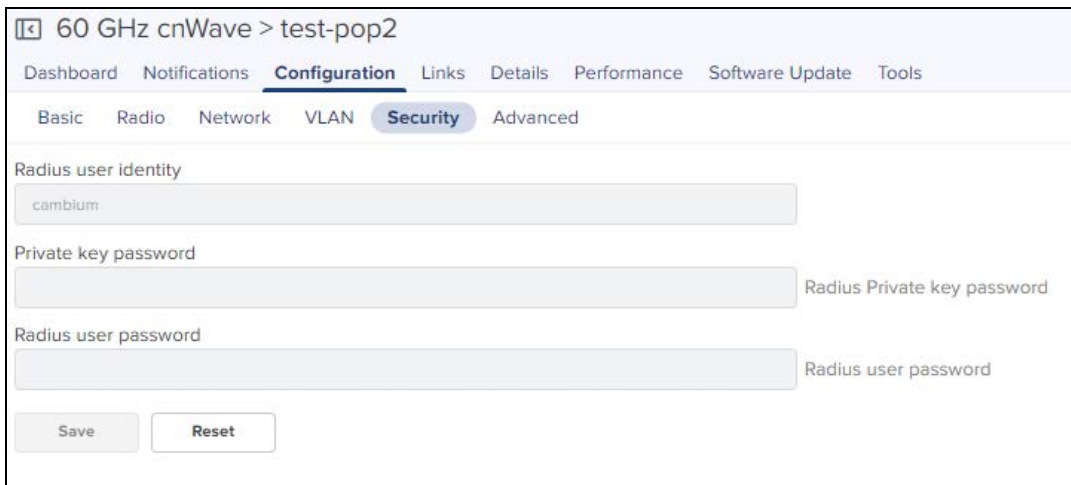 60 GHz cnWave > test-pop2
Dashboard Notifications Configuration Links Details Performance Software Update Tools
Basic Radio Network VLAN Security Advanced
Radius user identity
cambium
Private key password
Radius Private key password
Radius user password
Radius user password
Save Reset